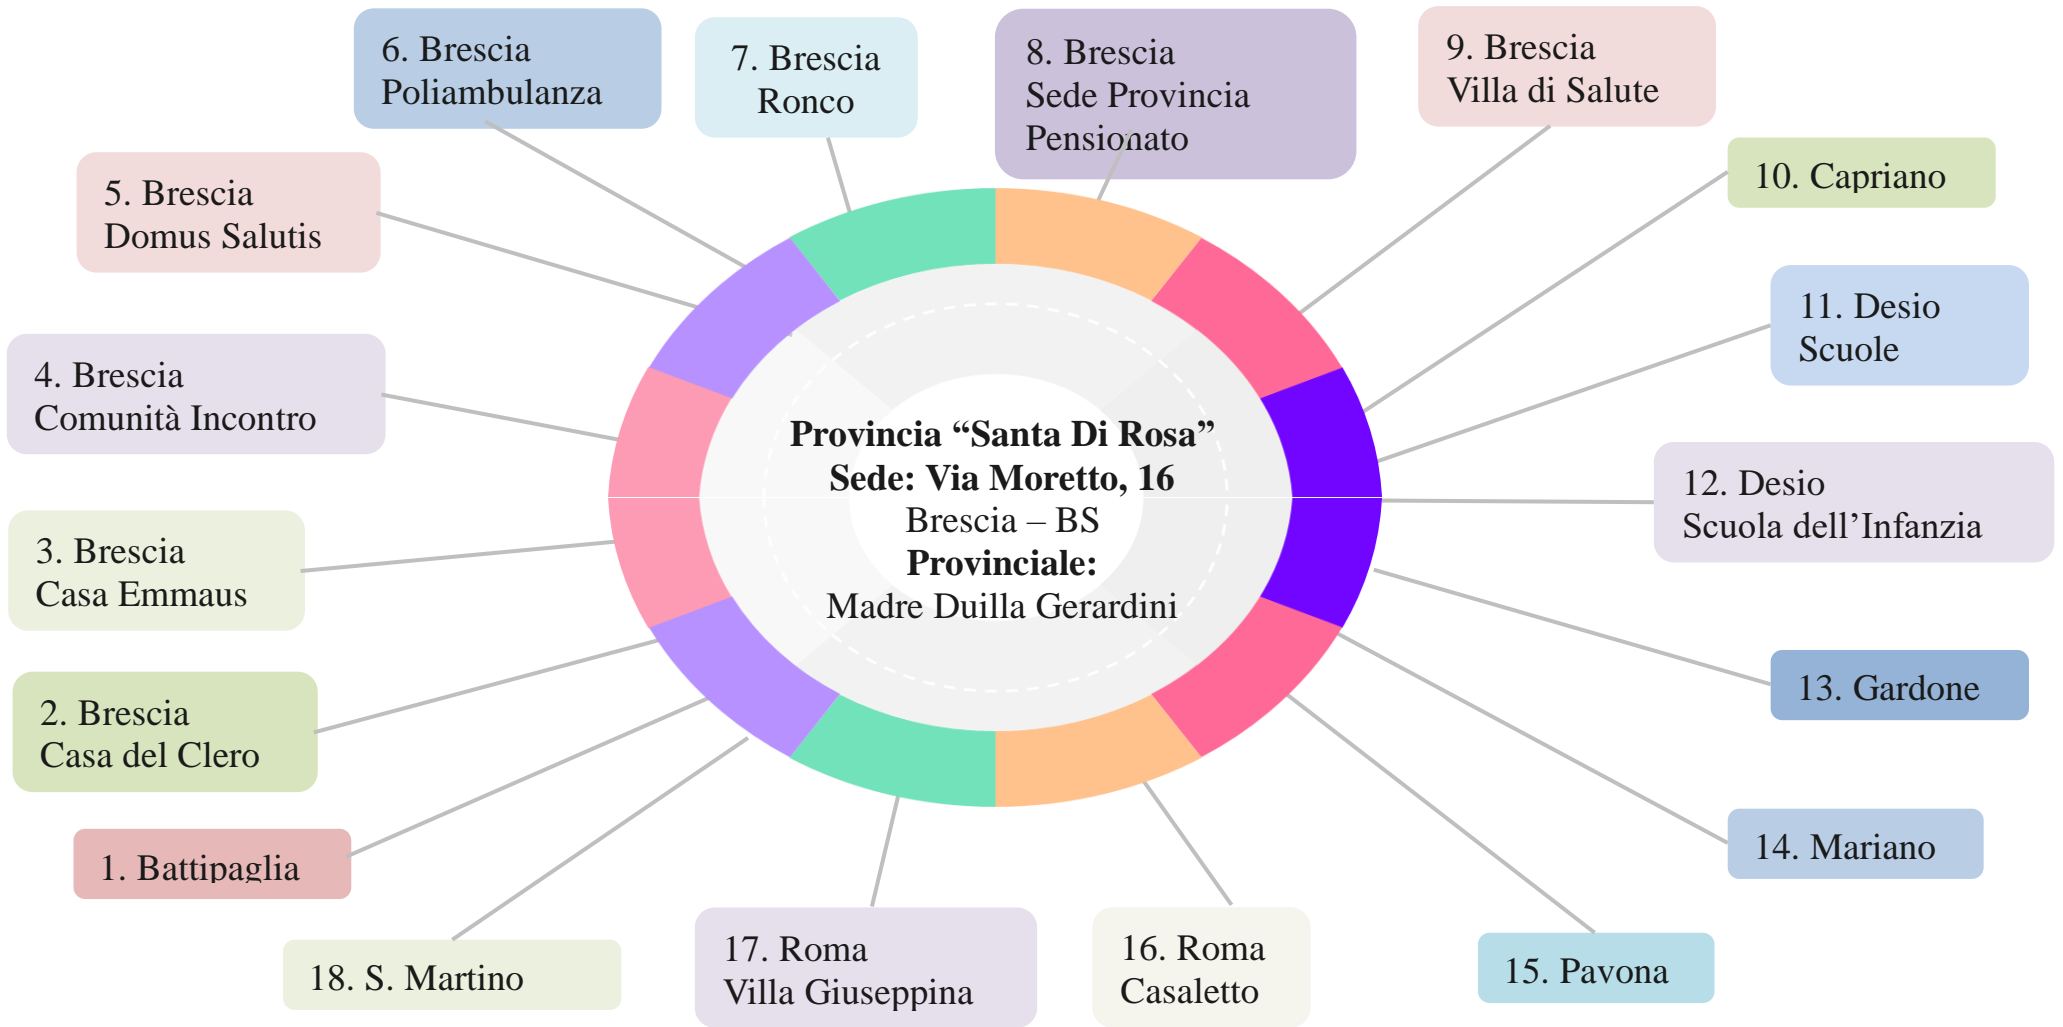 6. Brescia
Poliambulanza
7. Brescia
Ronco
8. Brescia
Sede Provincia
Pensionato
9. Brescia
Villa di Salute
5. Brescia
Domus Salutis
10. Capriano
4. Brescia
Comunità Incontro
11. Desio
Scuole
Provincia “Santa Di Rosa”
Sede: Via Moretto, 16
Brescia – BS
Provinciale:
Madre Duilla Gerardini
12. Desio
Scuola dell’Infanzia
3. Brescia
Casa Emmaus
13. Gardone
2. Brescia
Casa del Clero
14. Mariano
1. Battipaglia
18. S. Martino
17. Roma
Villa Giuseppina
16. Roma
Casaletto
15. Pavona